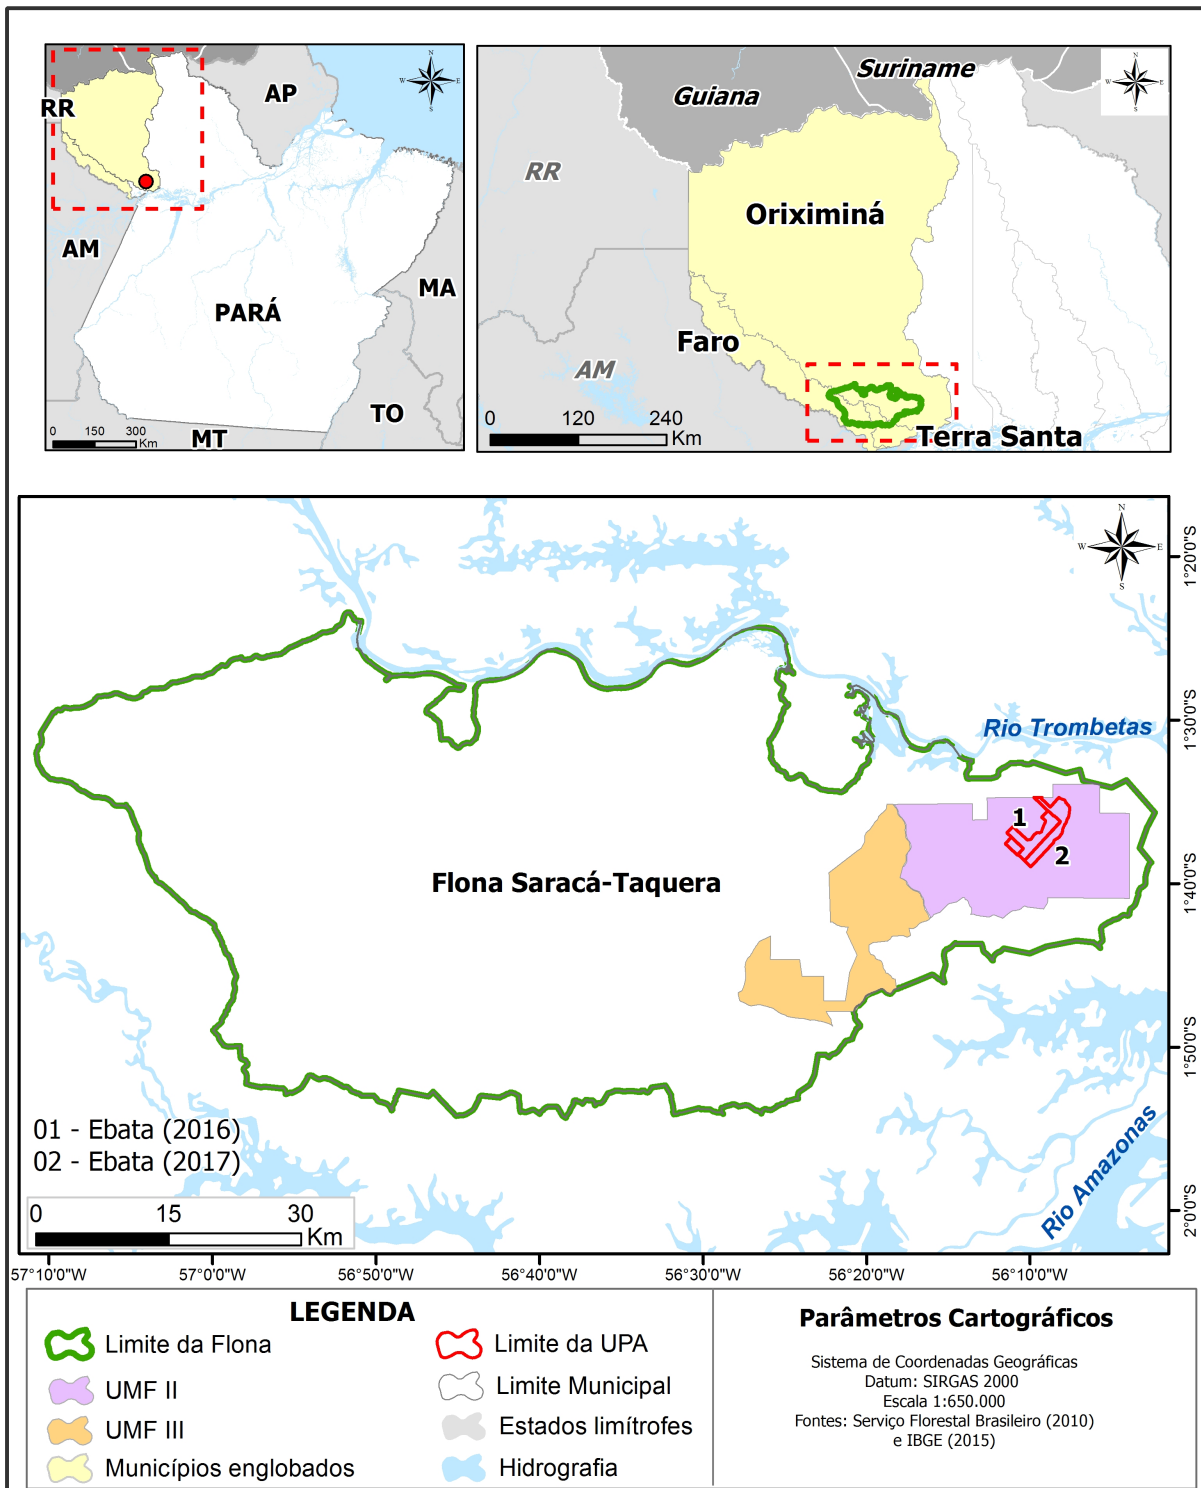 N
W
E
S
RR
AP
AM
PARÁ
MA
TO
MT
0 150 300
Km
N
W
E
S
Suriname
Guiana
RR
Oriximiná
Faro
AM
Terra Santa
0 120 240
Km
N
W
E
S
1°20'0"S
1°30'0"S
1°40'0"S
1°50'0"S
2°0'0"S
Rio Trombetas
1
2
Flona Saracá-Taquera
Rio Amazonas
01 - Ebata (2016)
02 - Ebata (2017)
0 15 30
Km
57°10'0"W 57°0'0"W 56°50'0"W 56°40'0"W 56°30'0"W 56°20'0"W 56°10'0"W
LEGENDA
Limite da Flona
UMF II
UMF III
Municípios englobados
Limite da UPA
Limite Municipal
Estados limítrofes
Hidrografia
Parâmetros Cartográficos
Sistema de Coordenadas Geográficas
Datum: SIRGAS 2000
Escala 1:650.000
Fontes: Serviço Florestal Brasileiro (2010)
e IBGE (2015)